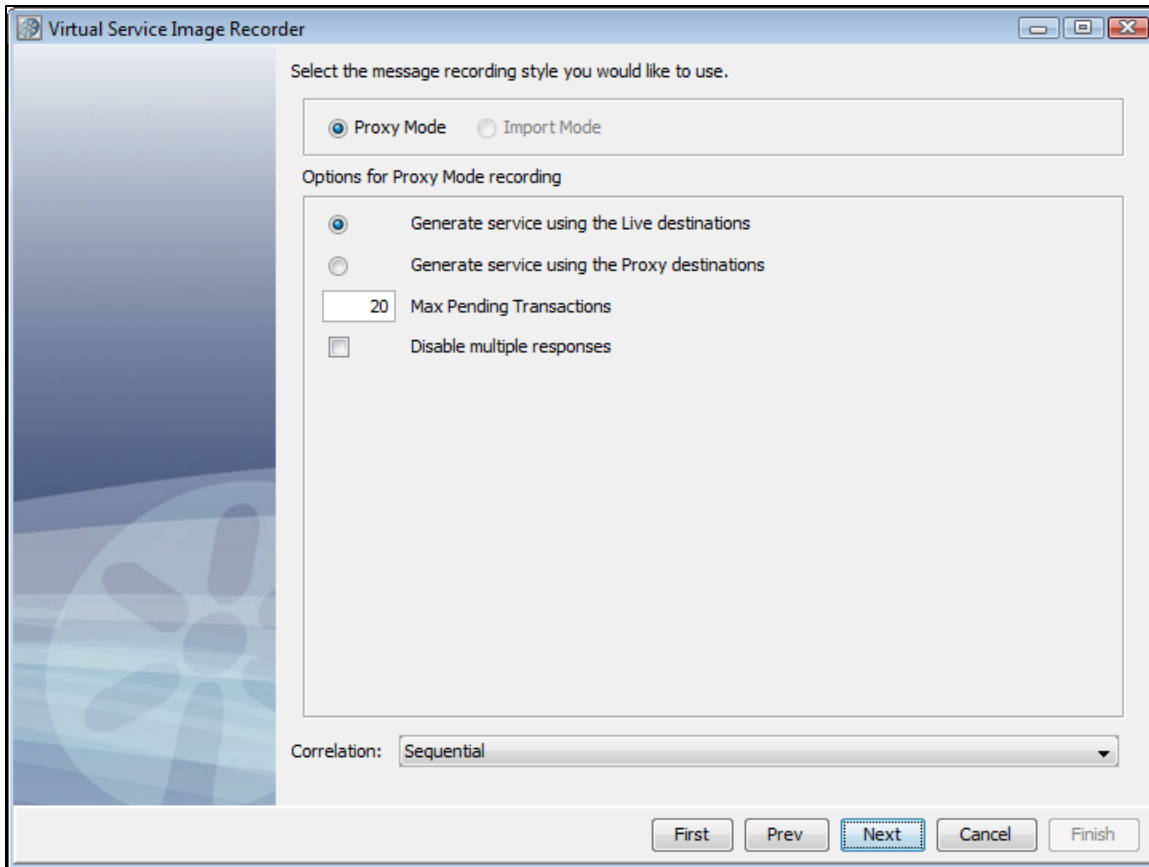 Virtual Service Image Recorder
Select the message recording style you would like to use.
Proxy Mode Import Mode
Options for Proxy Mode recording
Generate service using the Live destinations
Generate service using the Proxy destinations
20 Max Pending Transactions
Disable multiple responses
Correlation: Sequential
First Prev Next Cancel Finish